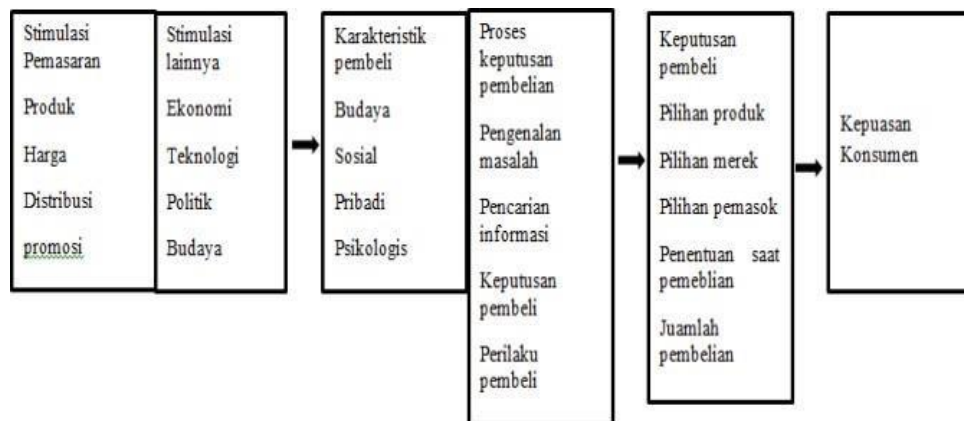 Stimulasi
Pemasaran
Produk
Harga
Distribusi
promosi
Stimulasi
lainnya
Ekonomi
Teknologi
Politik
Budaya
Karakteristik
pembeli
Budaya
Sosial
Pribadi
Psikologis
Proses
keputusan
pembelian
Pengenalan
masalah
Pencarian
informasi
Keputusan
pembeli
Perilaku
pembeli
Keputusan
pembeli
Pilihan produk
Pilihan merek
Pilihan pemasok
Penentuan saat
pemeblian
Juamlah
pembelian
Kepuasan
Konsumen